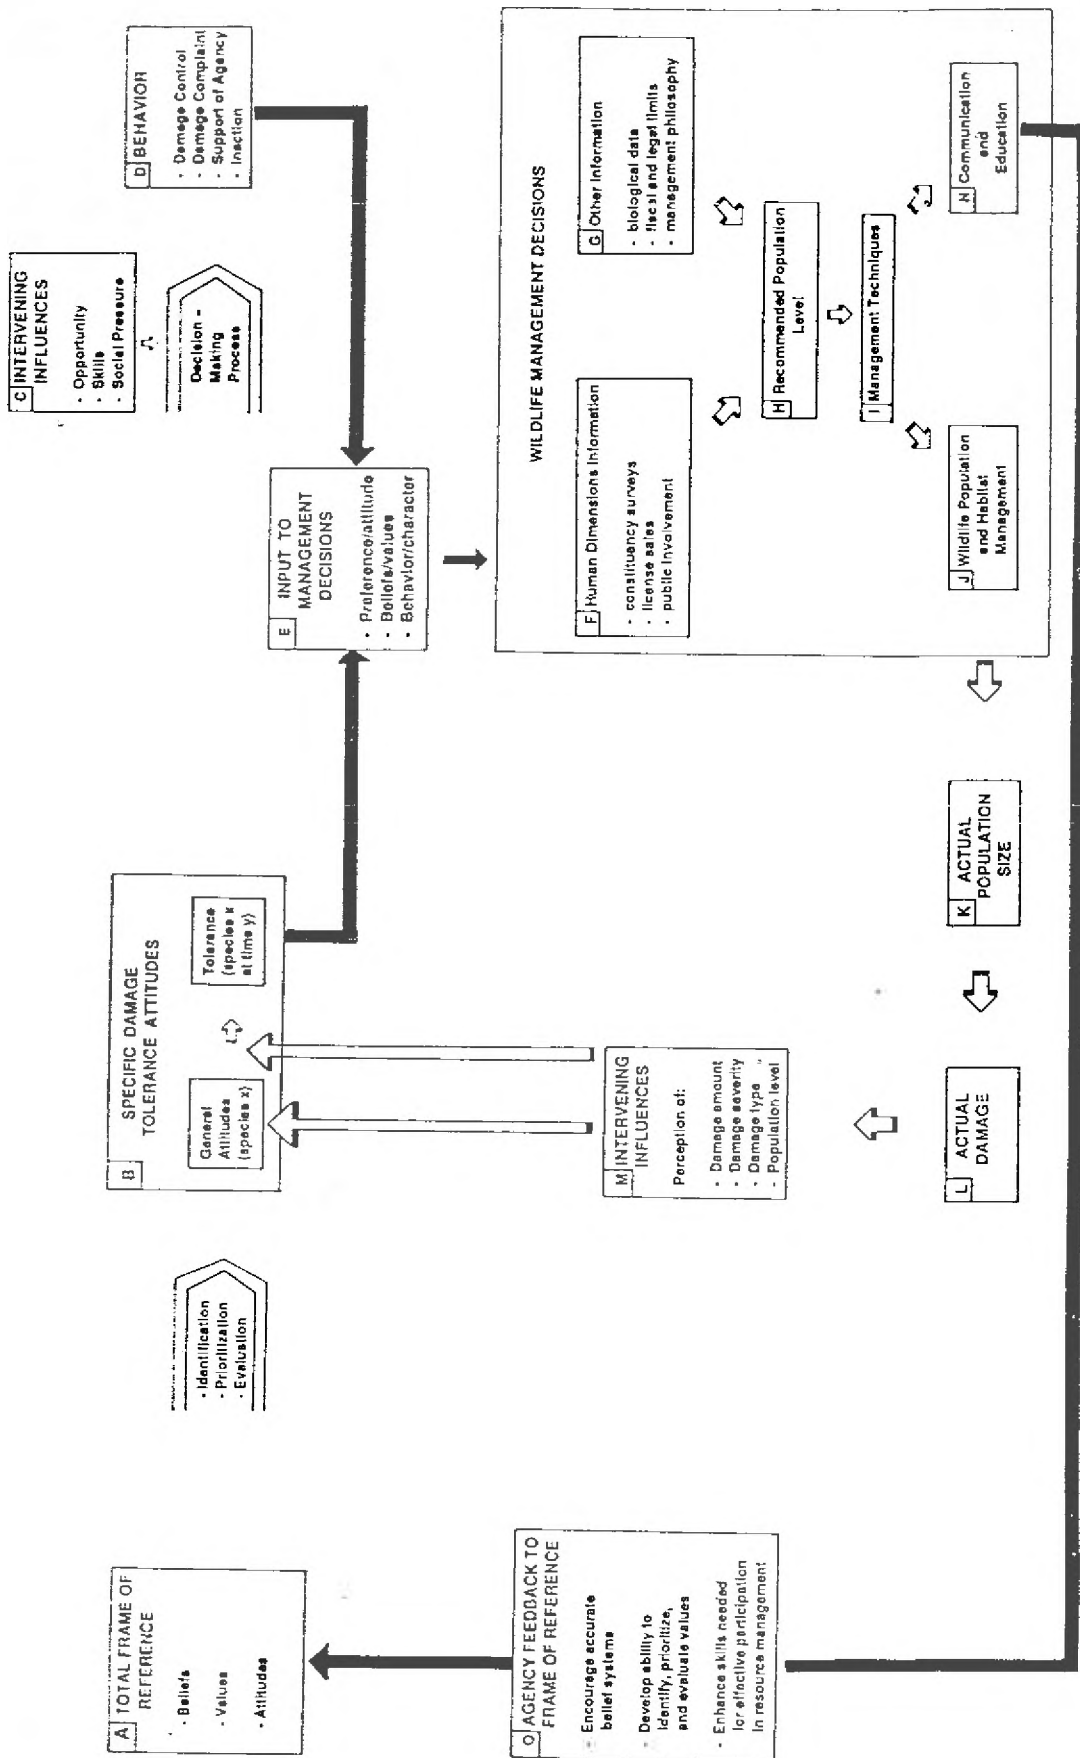 A TOTAL FRAME OF
REFERENCE
- Beliefs
- Values
- Attitudes
- Identification
- Prioritization
- Evaluation
B SPECIFIC DAMAGE
TOLERANCE ATTITUDES
General
Attitudes
(species x)
Tolerance
(species x
at time y)
C INTERVENING
INFLUENCES
- Opportunity
- Skills
- Social Pressure
Decision -
Making
Process
D BEHAVIOR
- Damage Control
- Damage Complaint
- Support of Agency
- Inaction
E INPUT TO
MANAGEMENT
DECISIONS
- Preference/attitude
- Beliefs/values
- Behavior/character
WILDLIFE MANAGEMENT DECISIONS
F Human Dimensions Information
- constituency surveys
- license sales
- public involvement
G Other Information
- biological data
- fiscal and legal limits
- management philosophy
H Recommended Population
Level
I Management Techniques
J Wildlife Population
and Habitat
Management
N Communication
and
Education
K ACTUAL
POPULATION
SIZE
L ACTUAL
DAMAGE
M INTERVENING
INFLUENCES
Perception of:
- Damage amount
- Damage severity
- Damage type
- Population level
O AGENCY FEEDBACK TO
FRAME OF REFERENCE
- Encourage accurate
belief systems
- Develop ability to
identify, prioritize,
and evaluate values
- Enhance skills needed
for effective participation
in resource management